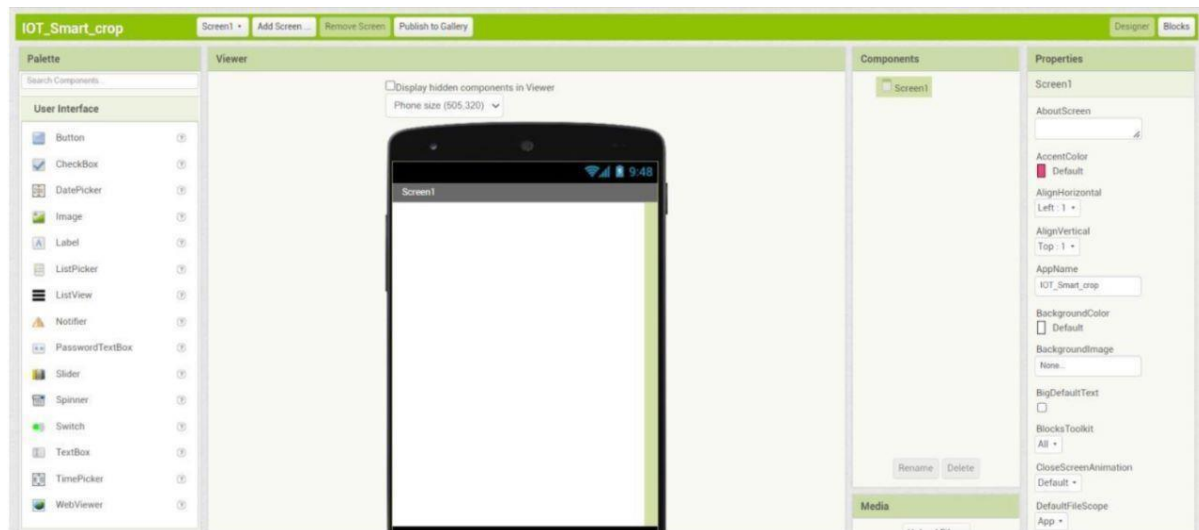 IOT_Smart_crop
Screen1
Add Screen ...
Remove Screen
Publish to Gallery
Designer
Blocks
Palette
Search Components...
User Interface
Button
CheckBox
DatePicker
Image
Label
ListPicker
ListView
Notifier
PasswordTextBox
Slider
Spinner
Switch
TextBox
TimePicker
WebViewer
Viewer
Display hidden components in Viewer
Phone size (505,320)
9:48
Screen1
Components
Screen1
Rename
Delete
Media
Properties
Screen1
AboutScreen
AccentColor
Default
AlignHorizontal
Left : 1
AlignVertical
Top : 1
AppName
IOT_Smart_crop
BackgroundColor
Default
BackgroundImage
None...
BigDefaultText
BlocksToolkit
All
CloseScreenAnimation
Default
DefaultFileScope
App